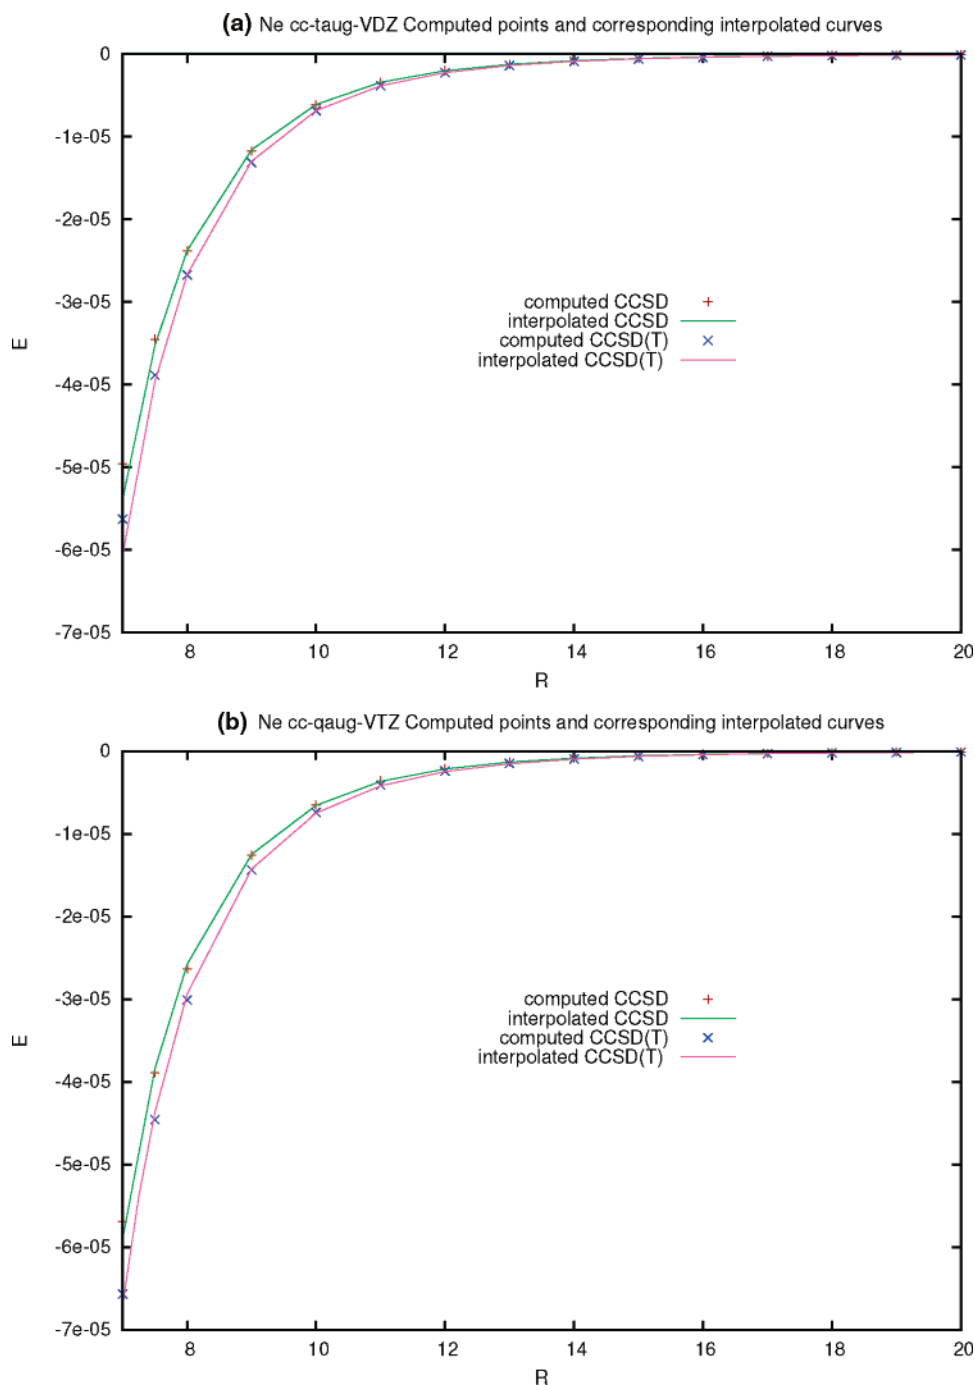 (a) Ne cc-taug-VDZ Computed points and corresponding interpolated curves
0
-1e-05
-2e-05
-3e-05
-4e-05
-5e-05
-6e-05
-7e-05
E
computed CCSD
interpolated CCSD
computed CCSD(T)
interpolated CCSD(T)
8 10 12 14 16 18 20
R
(b) Ne cc-qaug-VTZ Computed points and corresponding interpolated curves
0
-1e-05
-2e-05
-3e-05
-4e-05
-5e-05
-6e-05
-7e-05
E
computed CCSD
interpolated CCSD
computed CCSD(T)
interpolated CCSD(T)
8 10 12 14 16 18 20
R